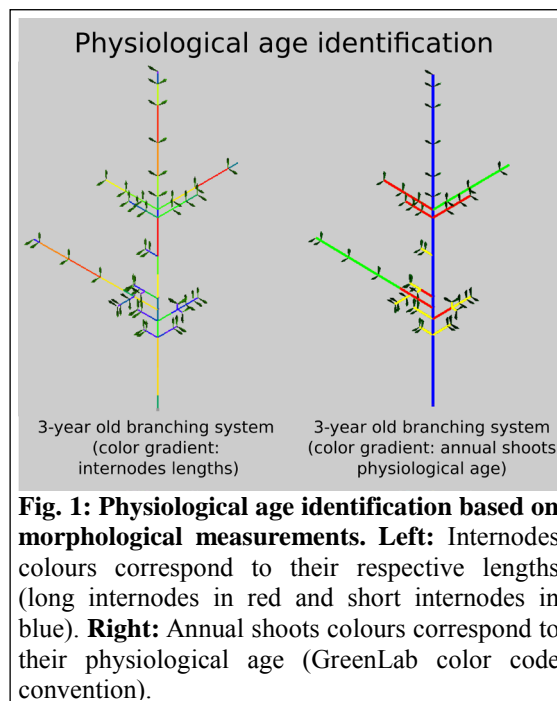 Physiological age identification
3-year old branching system
(color gradient:
internodes lengths)
3-year old branching system
(color gradient: annual shoots
physiological age)
Fig. 1: Physiological age identification based on
morphological measurements. Left: Internodes
colours correspond to their respective lengths
(long internodes in red and short internodes in
blue). Right: Annual shoots colours correspond to
their physiological age (GreenLab color code
convention).